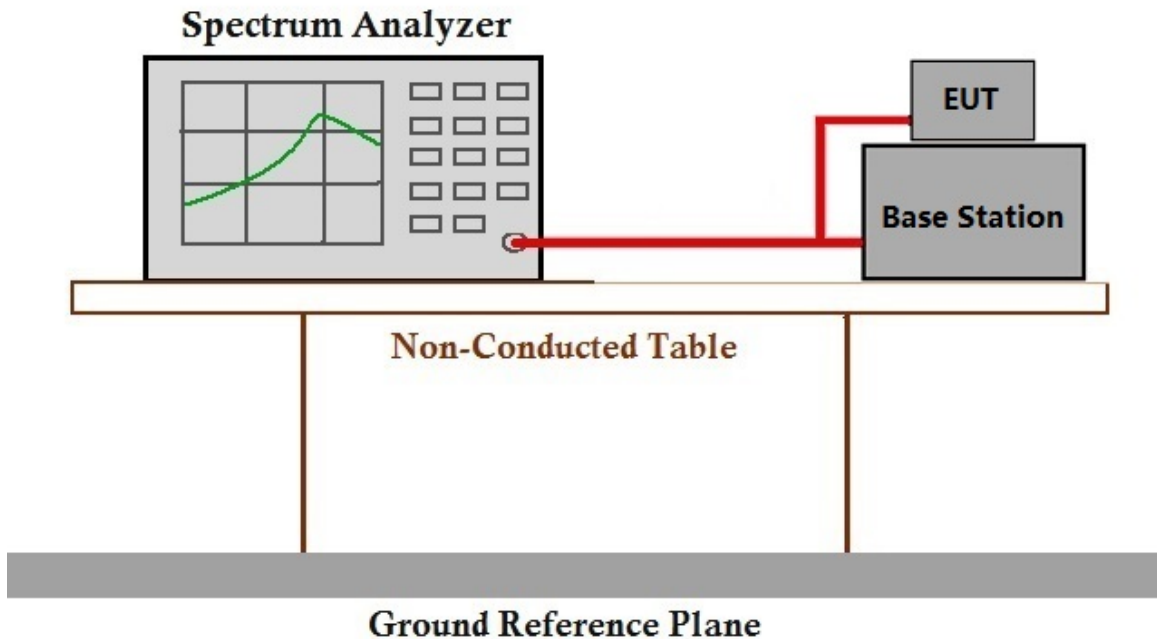 Spectrum Analyzer
EUT
Base Station
Non-Conducted Table
Ground Reference Plane